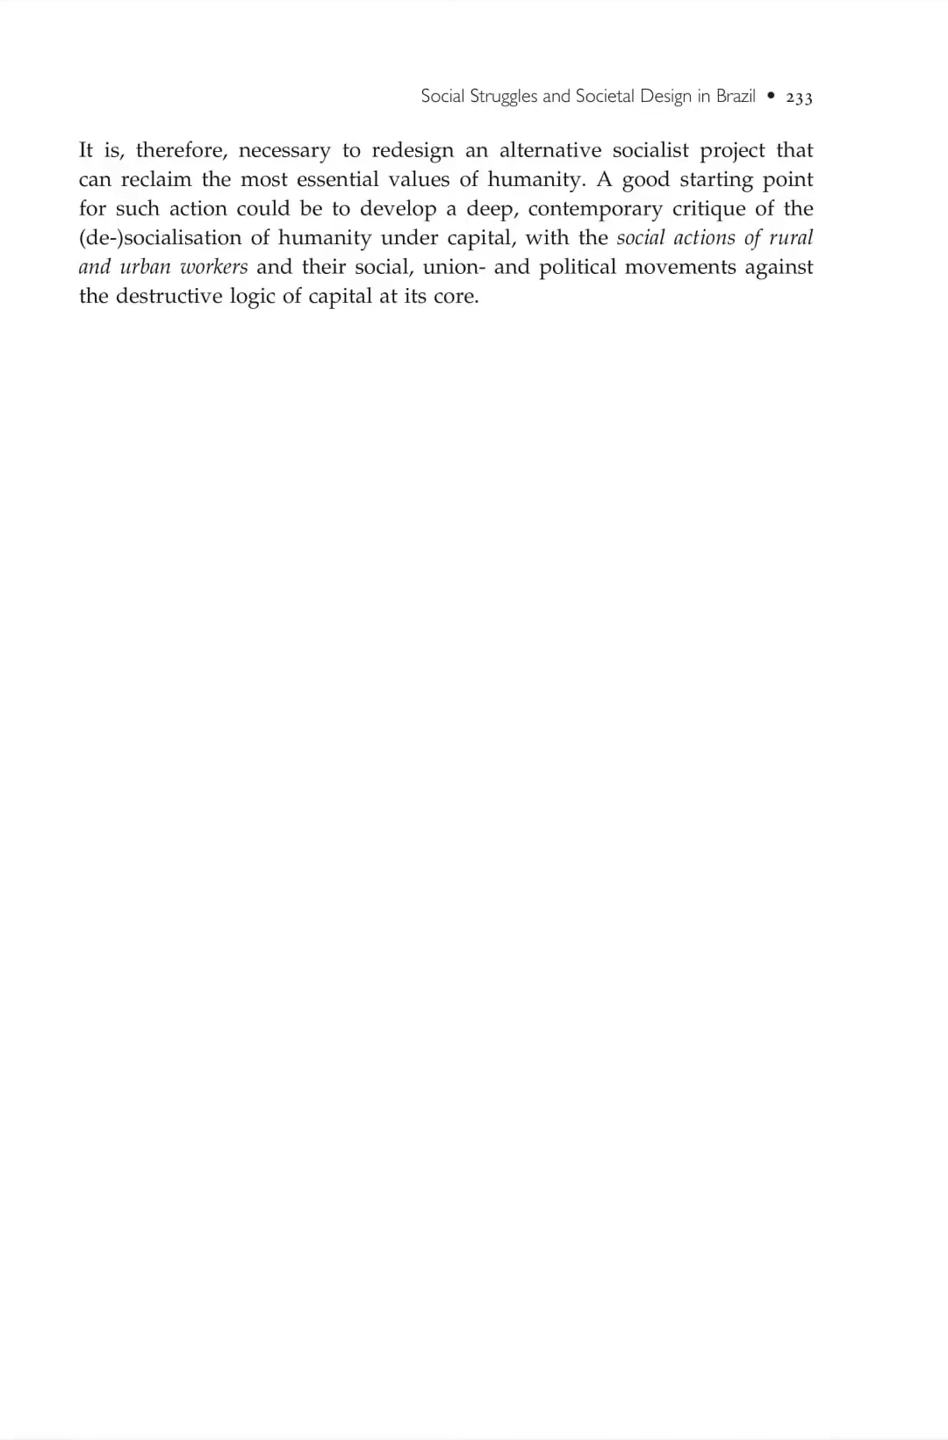 Social Struggles and Societal Design in Brazil • 233
It is, therefore, necessary to redesign an alternative socialist project that
can reclaim the most essential values of humanity. A good starting point
for such action could be to develop a deep, contemporary critique of the
(de-)socialisation of humanity under capital, with the social actions of rural
and urban workers and their social, union- and political movements against
the destructive logic of capital at its core.